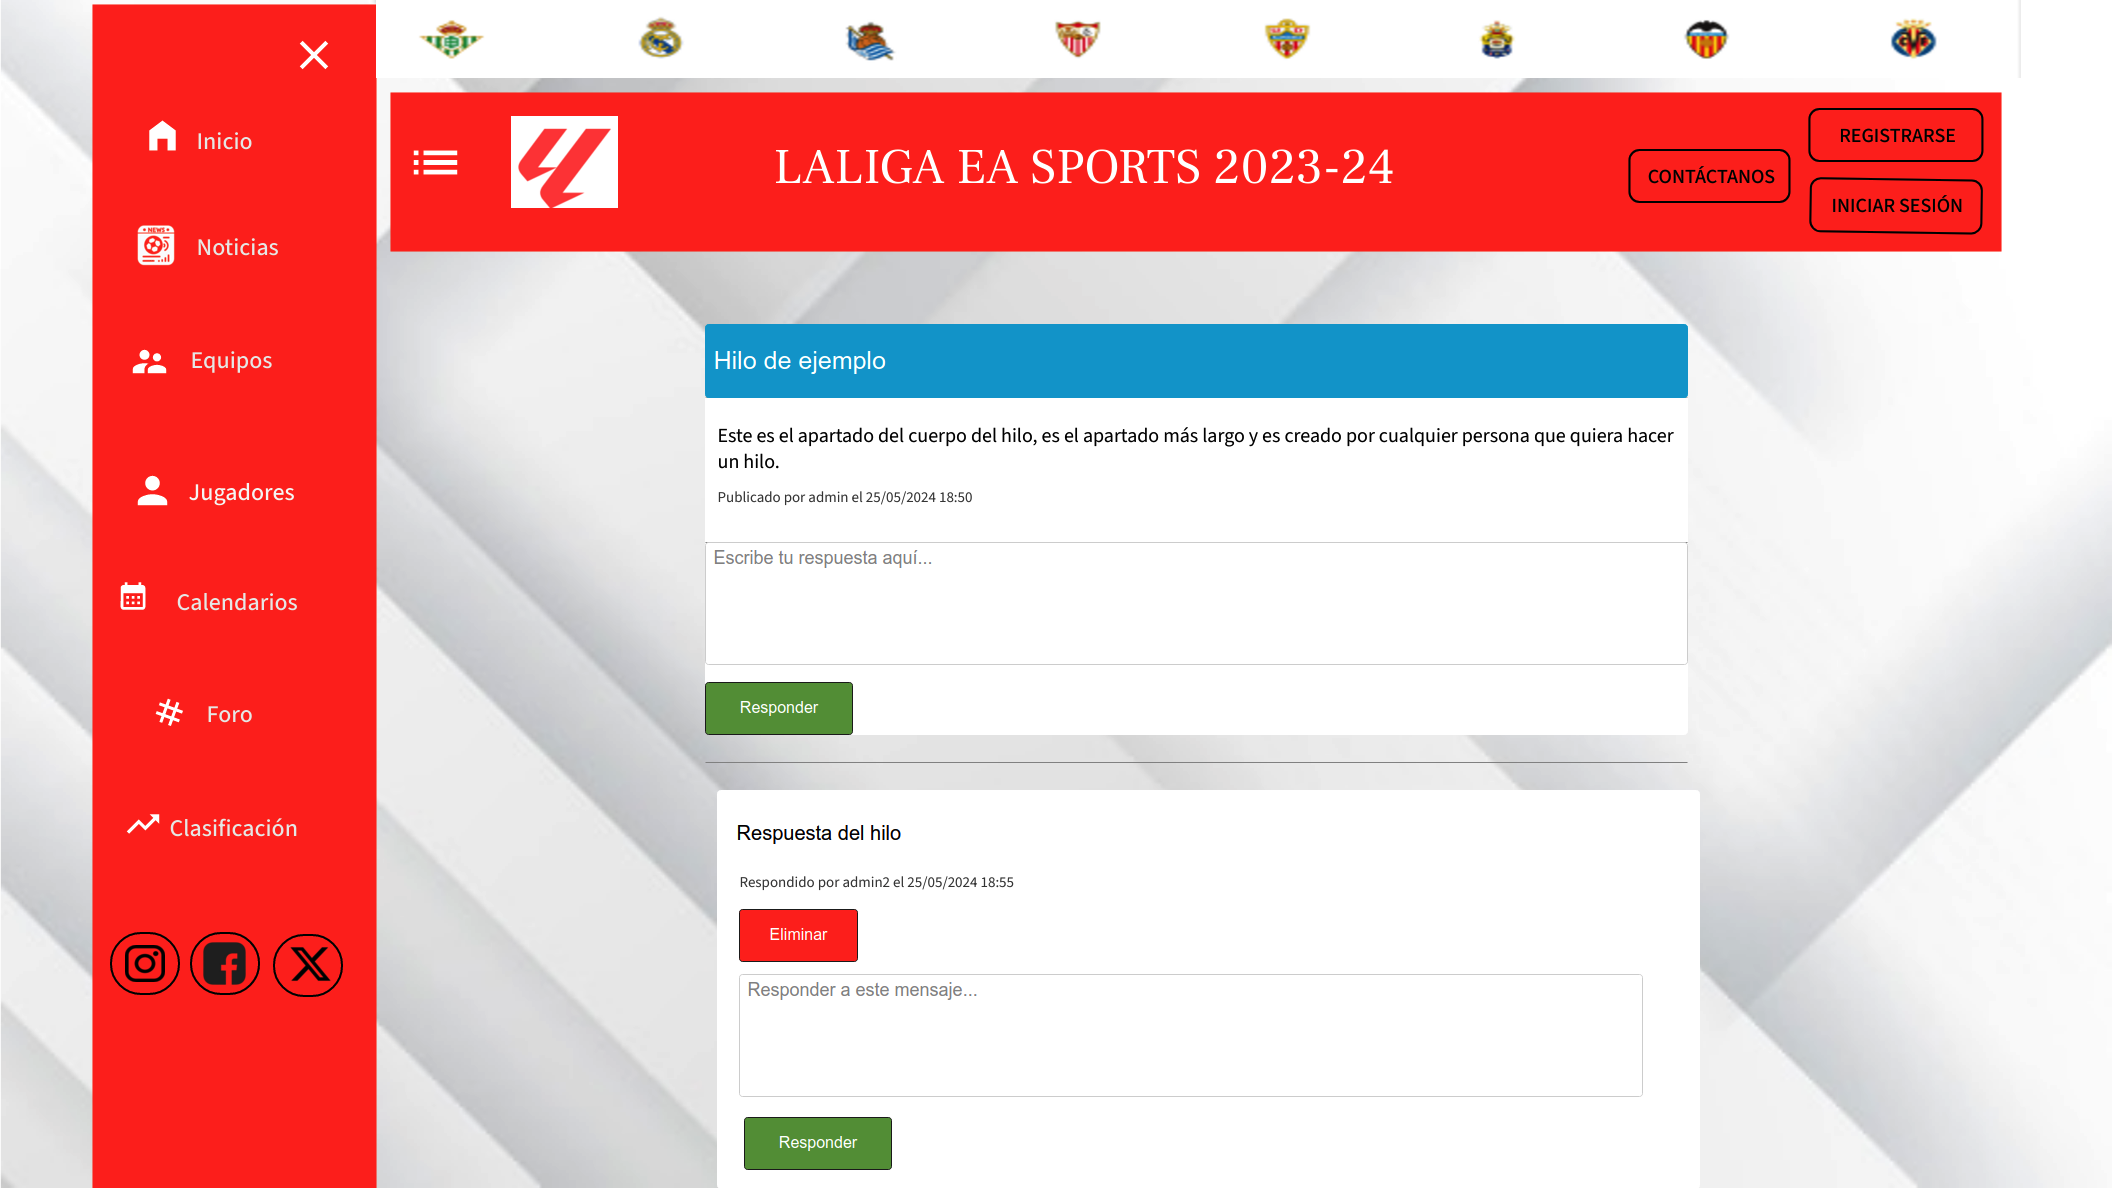 Inicio
NEWS
Noticias
Equipos
Jugadores
Calendarios
Foro
Clasificación
LALIGA EA SPORTS 2023-24
CONTÁCTANOS
REGISTRARSE
INICIAR SESIÓN
Hilo de ejemplo
Este es el apartado del cuerpo del hilo, es el apartado más largo y es creado por cualquier persona que quiera hacer
un hilo.
Publicado por admin el 25/05/2024 18:50
Escribe tu respuesta aquí...
Responder
Respuesta del hilo
Respondido por admin2 el 25/05/2024 18:55
Eliminar
Responder a este mensaje...
Responder